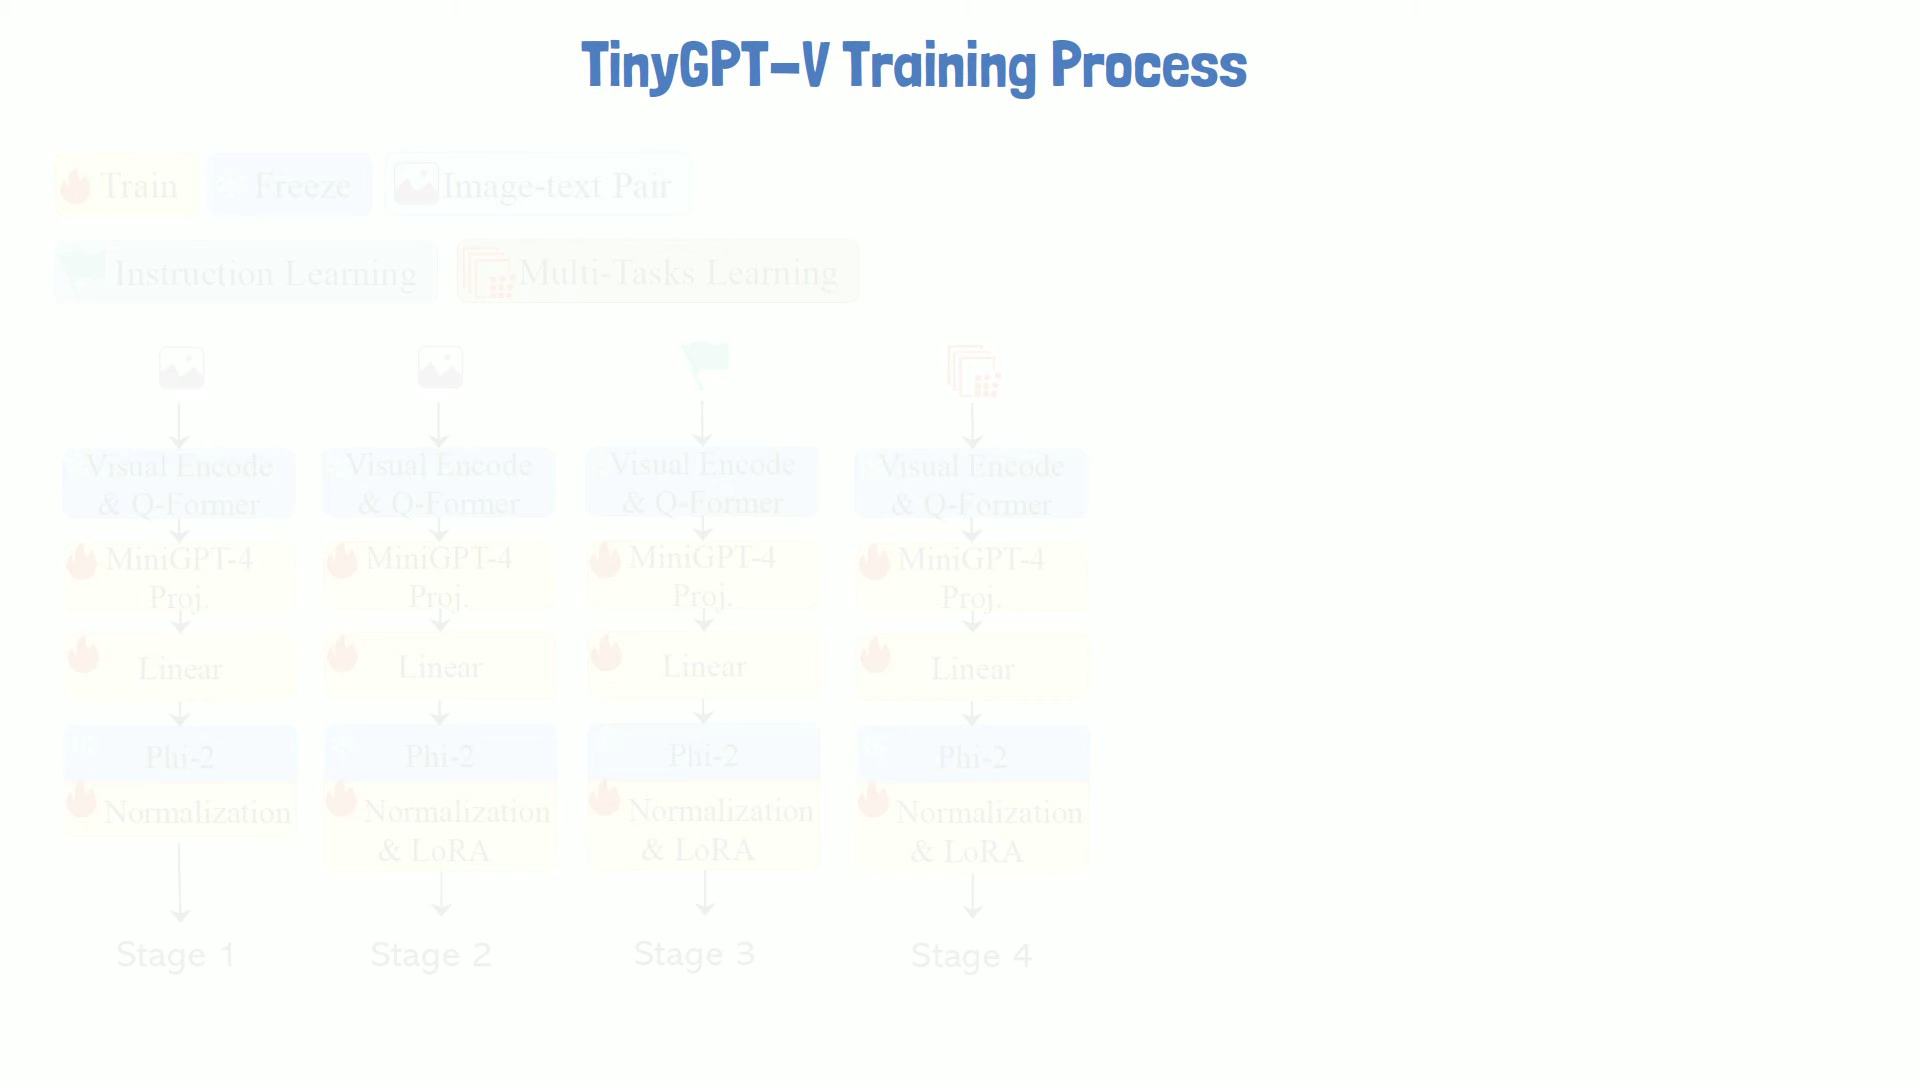 TinyGPT-V Training Process
Train
Freeze
Image-text Pair
Instruction Learning
Multi-Tasks Learning
Visual Encode
& Q-Former
MiniGPT-4
Proj.
Linear
Phi-2
Normalization
Stage 1
Visual Encode
& Q-Former
MiniGPT-4
Proj.
Linear
Phi-2
Normalization
& LoRA
Stage 2
Visual Encode
& Q-Former
MiniGPT-4
Proj.
Linear
Phi-2
Normalization
& LoRA
Stage 3
Visual Encode
& Q-Former
MiniGPT-4
Proj.
Linear
Phi-2
Normalization
& LoRA
Stage 4